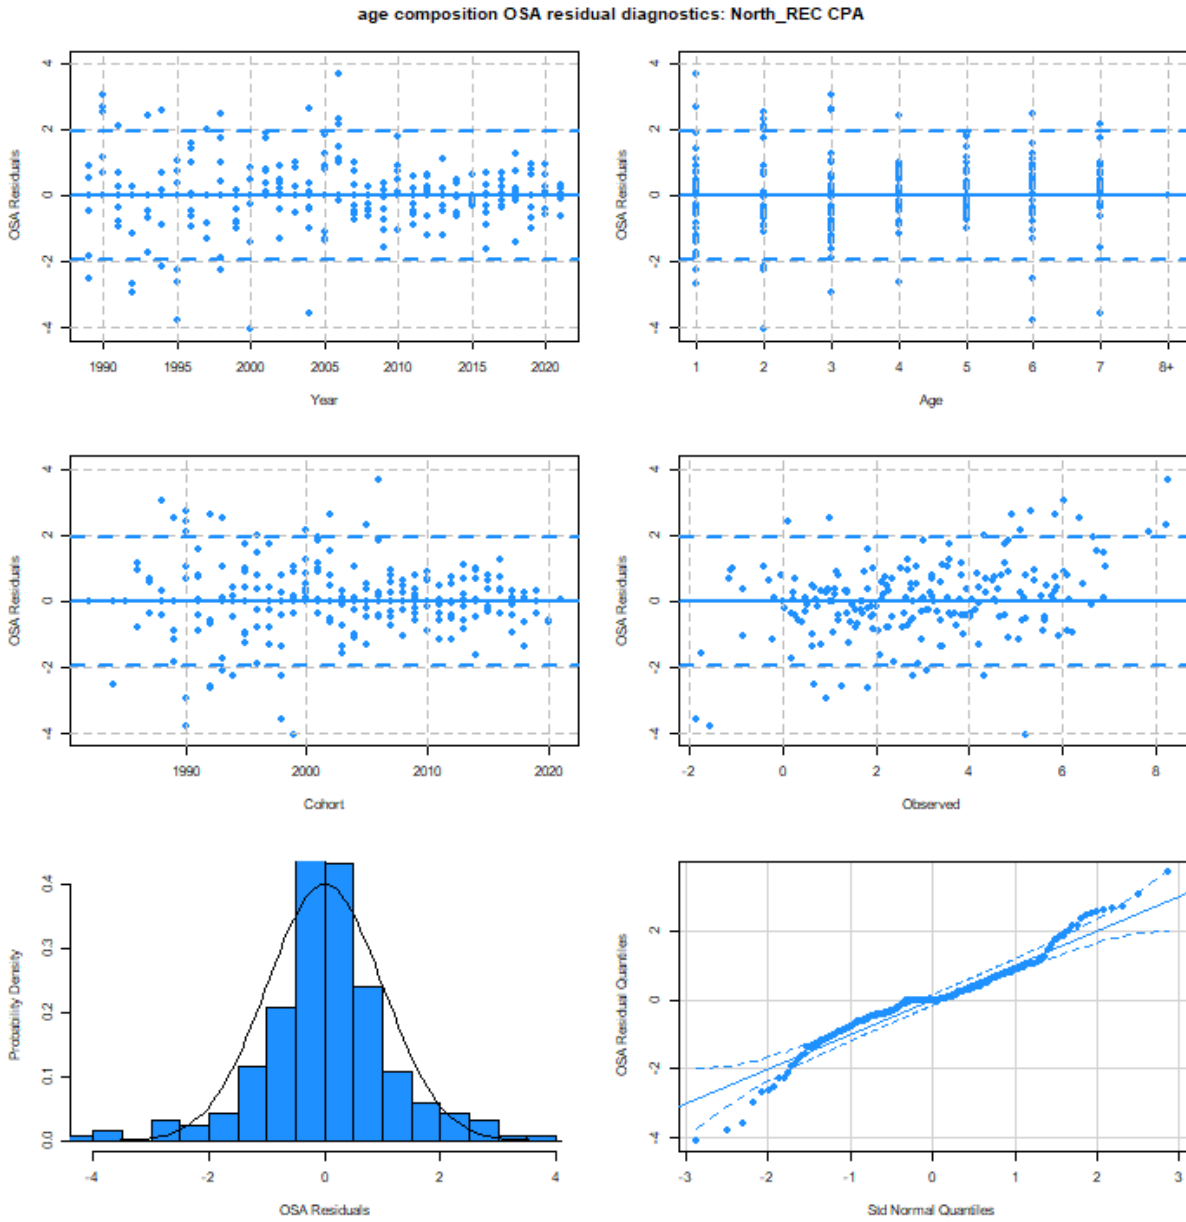 age composition OSA residual diagnostics: North_REC CPA
OSA Residuals
4
2
0
-2
-4
1990 1995 2000 2005 2010 2015 2020
Year
OSA Residuals
4
2
0
-2
-4
1 2 3 4 5 6 7 8+
Age
OSA Residuals
4
2
0
-2
-4
1990 2000 2010 2020
Cohort
OSA Residuals
4
2
0
-2
-4
-2 0 2 4 6 8
Observed
Probability Density
0.4
0.3
0.2
0.1
0.0
-4 -2 0 2 4
OSA Residuals
OSA Residual Quantiles
2
0
-2
-4
-3 -2 -1 0 1 2 3
Std Normal Quantiles